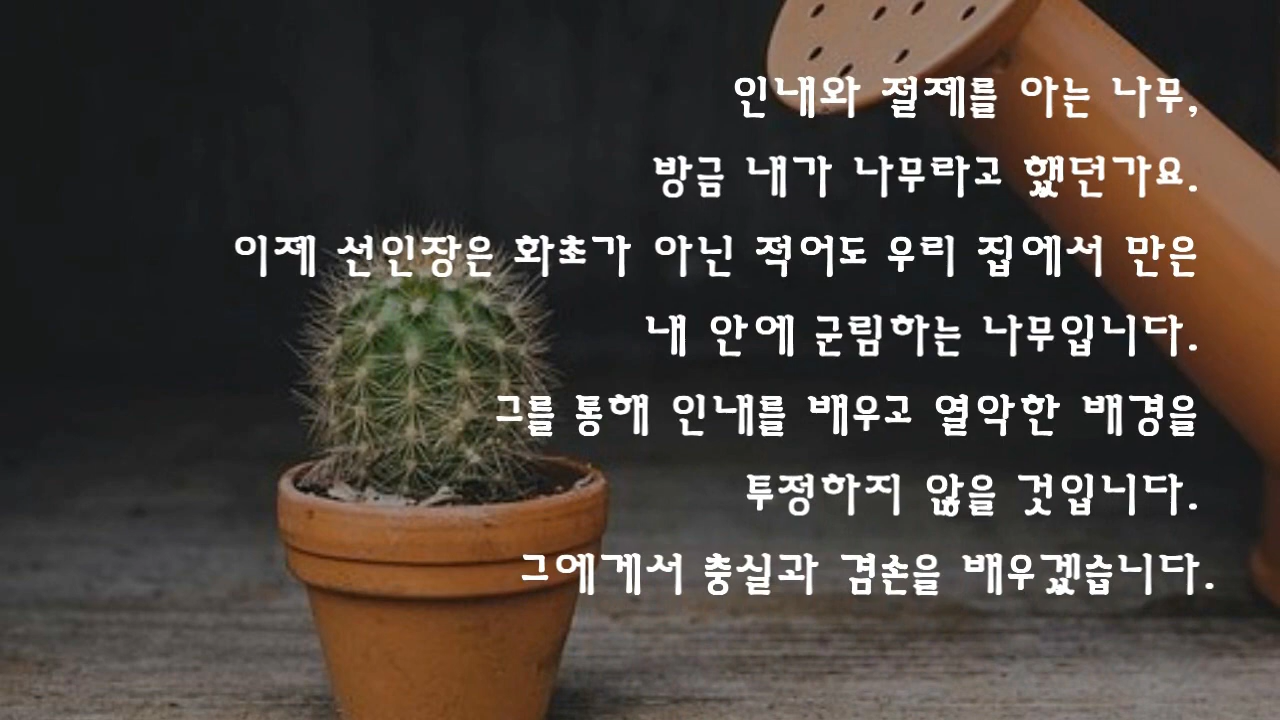 인내와 절제를 아는 나무,
방금 내가 나무라고 했던가요.
이제 선인장은 화초가 아닌 적어도 우리 집에서 만은
내 안에 군림하는 나무입니다.
그를 통해 인내를 배우고 열악한 배경을
투정하지 않을 것입니다.
그에게서 충실과 겸손을 배우겠습니다.